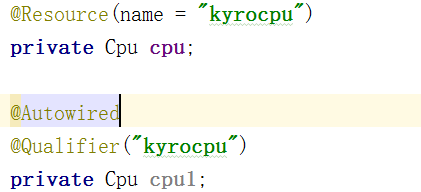 @Resource(name = "kyrocpu")
private Cpu cpu;
@Autowired
@Qualifier("kyrocpu")
private Cpu cpu1;